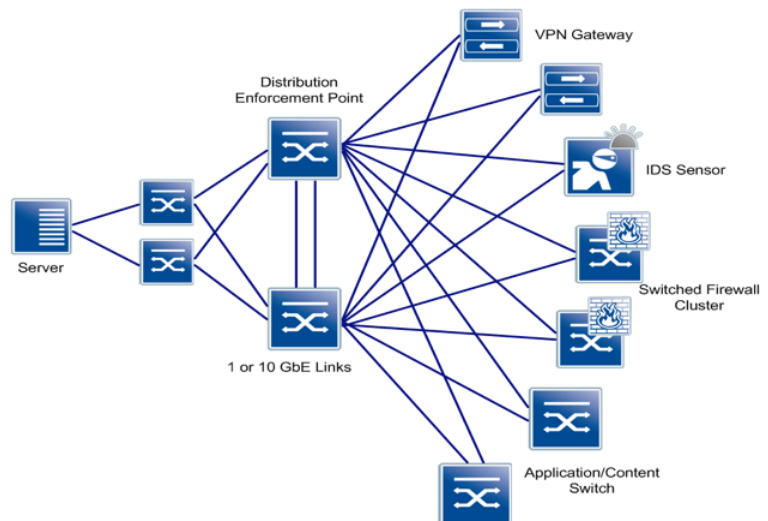 VPN Gateway
Distribution
Enforcement Point
IDS Sensor
Server
Switched Firewall
Cluster
1 or 10 GbE Links
Application/Content
Switch